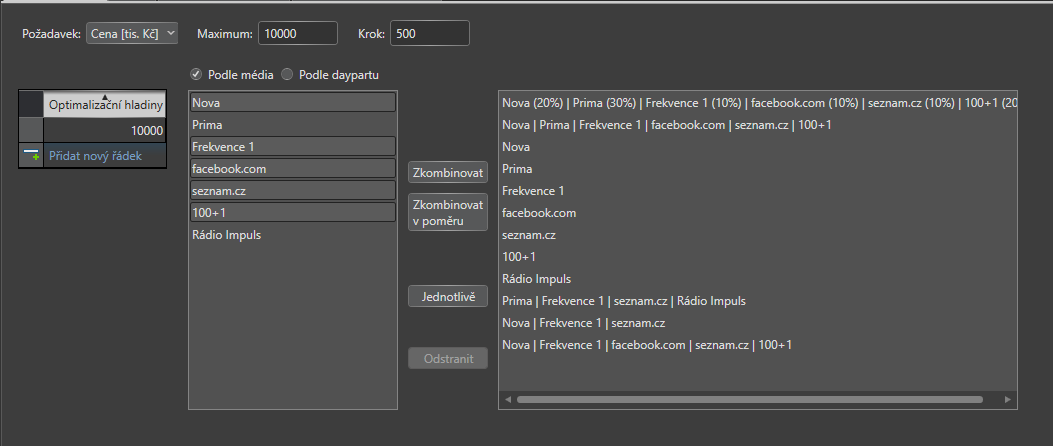 Požadavek: Cena [tis. Kč] Maximum: 10000 Krok: 500
Podle média Podle daypartu
Optimalizační hladiny
10000
Přidat nový řádek
Nova
Prima
Frekvence 1
facebook.com
seznam.cz
100+1
Rádio Impuls
Zkombinovat
Zkombinovat
v poměru
Jednotlivě
Odstranit
Nova (20%) | Prima (30%) | Frekvence 1 (10%) | facebook.com (10%) | seznam.cz (10%) | 100+1 (20
Nova | Prima | Frekvence 1 | facebook.com | seznam.cz | 100+1
Nova
Prima
Frekvence 1
facebook.com
seznam.cz
100+1
Rádio Impuls
Prima | Frekvence 1 | seznam.cz | Rádio Impuls
Nova | Frekvence 1 | seznam.cz
Nova | Frekvence 1 | facebook.com | seznam.cz | 100+1